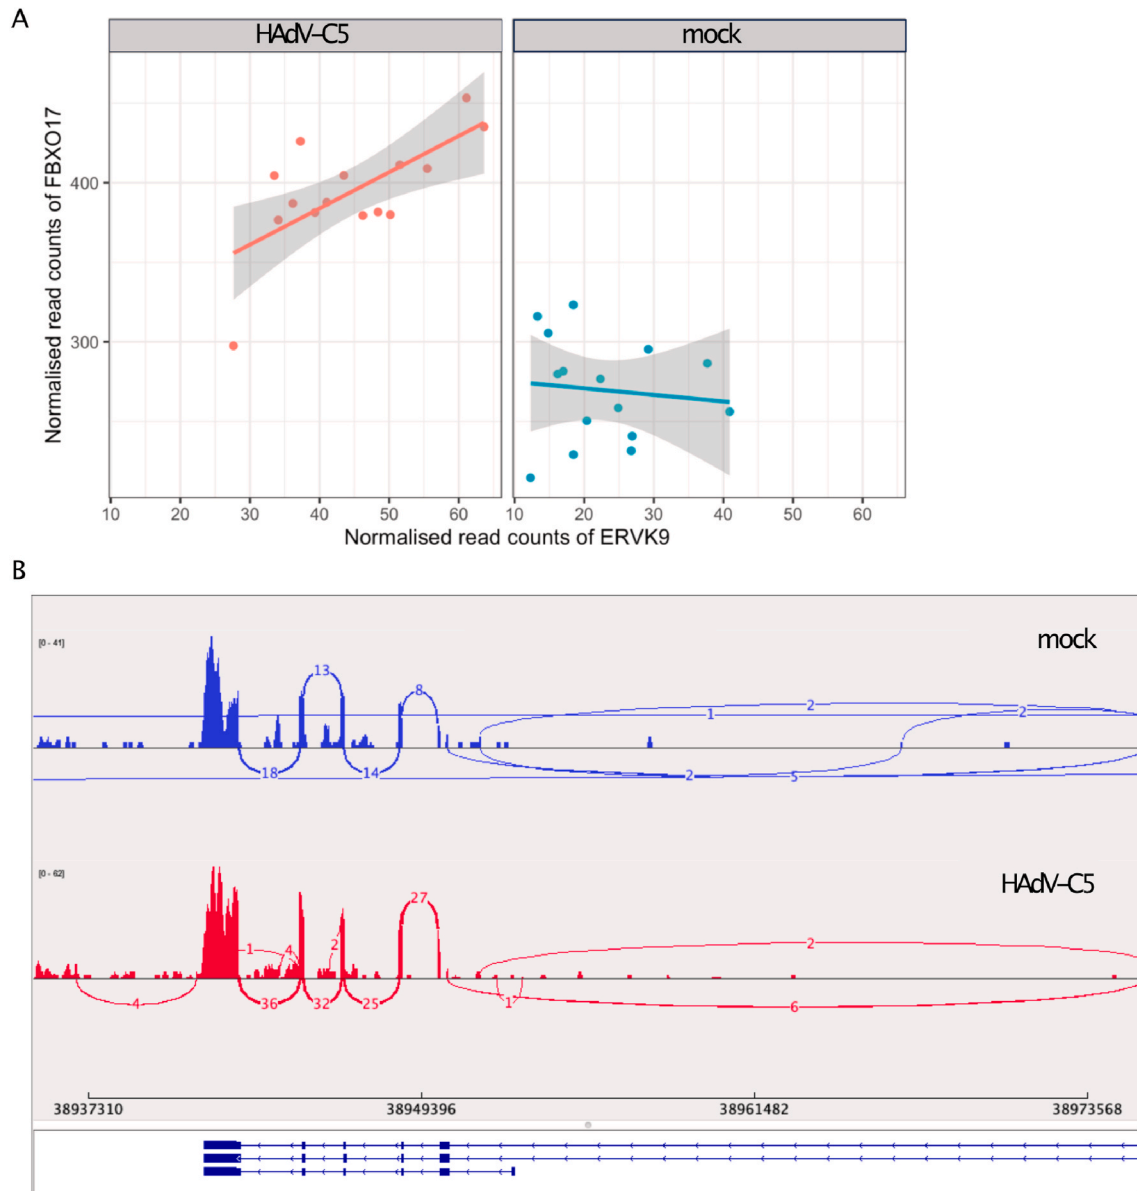 A
HAdV–C5
mock
Normalised read counts of FBXO17
400
300
10 20 30 40 50 60
10 20 30 40 50 60
Normalised read counts of ERVK9
B
[0 - 41]
mock
13
8
2
1
2
18
14
2
5
[0 - 62]
HAdV–C5
27
1
4
2
2
4
36
32
25
1
6
38937310 38949396 38961482 38973568